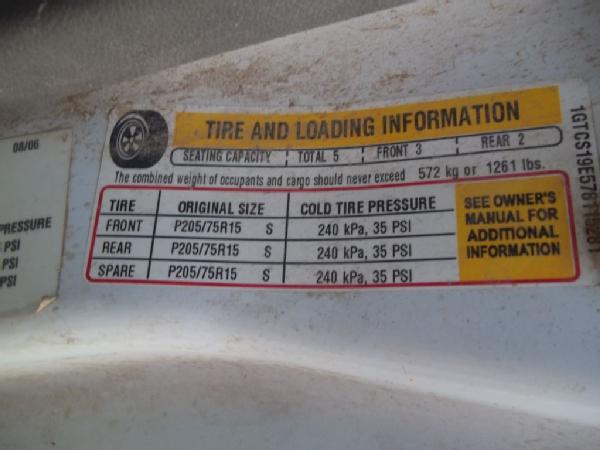 08/06
PRESSURE
PSI
PSI
PSI
TIRE AND LOADING INFORMATION
SEATING CAPACITY TOTAL 5 FRONT 3 REAR 2
The combined weight of occupants and cargo should never exceed 572 kg or 1261 lbs.
TIRE ORIGINAL SIZE COLD TIRE PRESSURE
FRONT P205/75R15 S 240 kPa, 35 PSI
REAR P205/75R15 S 240 kPa, 35 PSI
SPARE P205/75R15 S 240 kPa, 35 PSI
SEE OWNER'S
MANUAL FOR
ADDITIONAL
INFORMATION